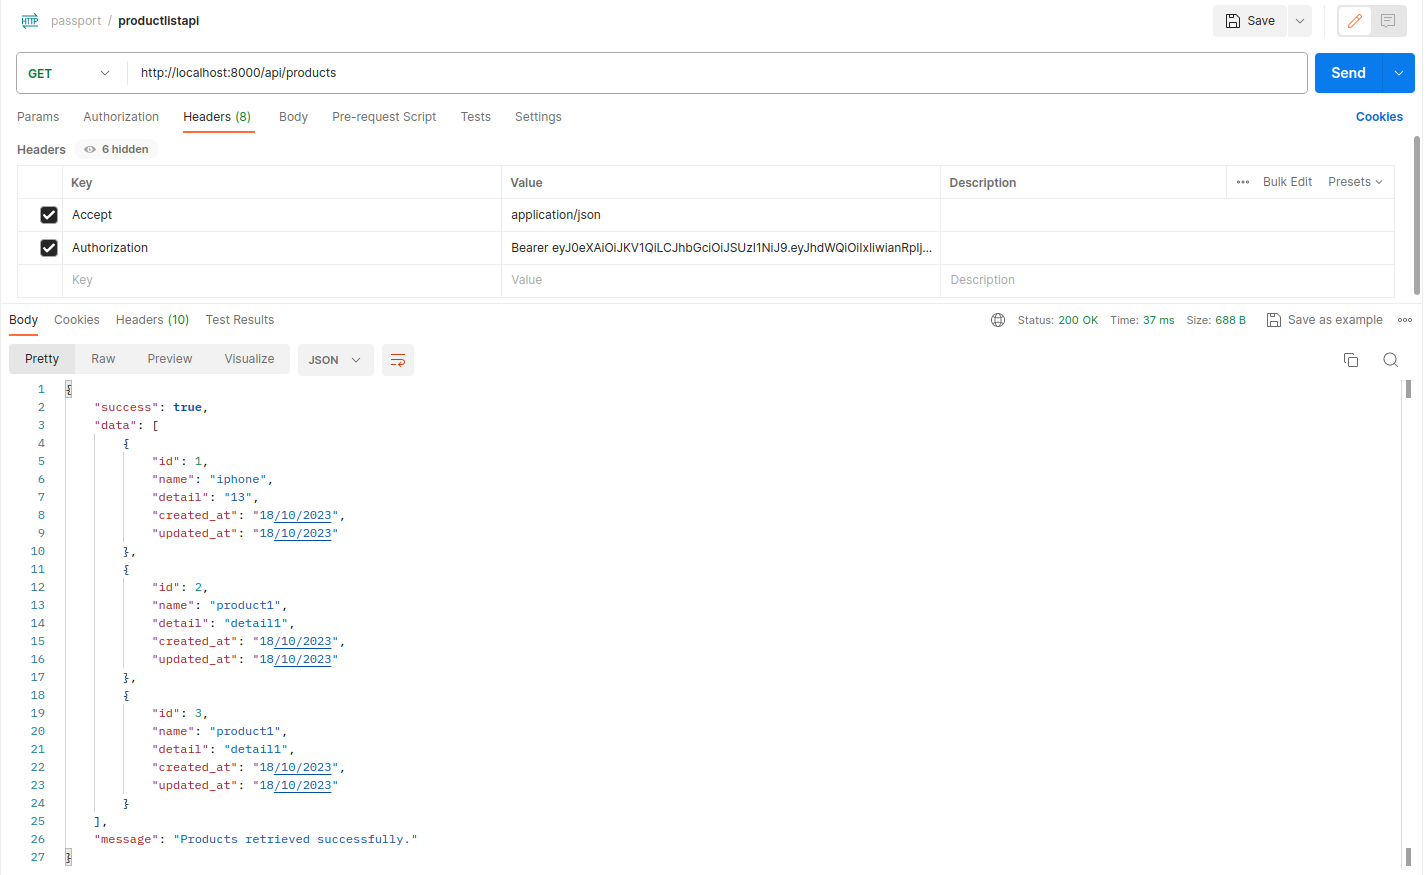 HTTP passport / productlistapi Save
GET http://localhost:8000/api/products Send
Params Authorization Headers (8) Body Pre-request Script Tests Settings Cookies
Headers 6 hidden
Key Value Description ••• Bulk Edit Presets
Accept application/json
Authorization Bearer eyJ0eXAiOiJKV1QiLCJhbGciOiJSUzI1NiJ9.eyJhdWQiOiIxIiwianRpIj...
Key Value Description
Body Cookies Headers (10) Test Results Status: 200 OK Time: 37 ms Size: 688 B Save as example
Pretty Raw Preview Visualize JSON
1 {
2 "success": true,
3 "data": [
4 {
5 "id": 1,
6 "name": "iphone",
7 "detail": "13",
8 "created_at": "18/10/2023",
9 "updated_at": "18/10/2023"
10 },
11 {
12 "id": 2,
13 "name": "product1",
14 "detail": "detail1",
15 "created_at": "18/10/2023",
16 "updated_at": "18/10/2023"
17 },
18 {
19 "id": 3,
20 "name": "product1",
21 "detail": "detail1",
22 "created_at": "18/10/2023",
23 "updated_at": "18/10/2023"
24 }
25 ],
26 "message": "Products retrieved successfully."
27 }